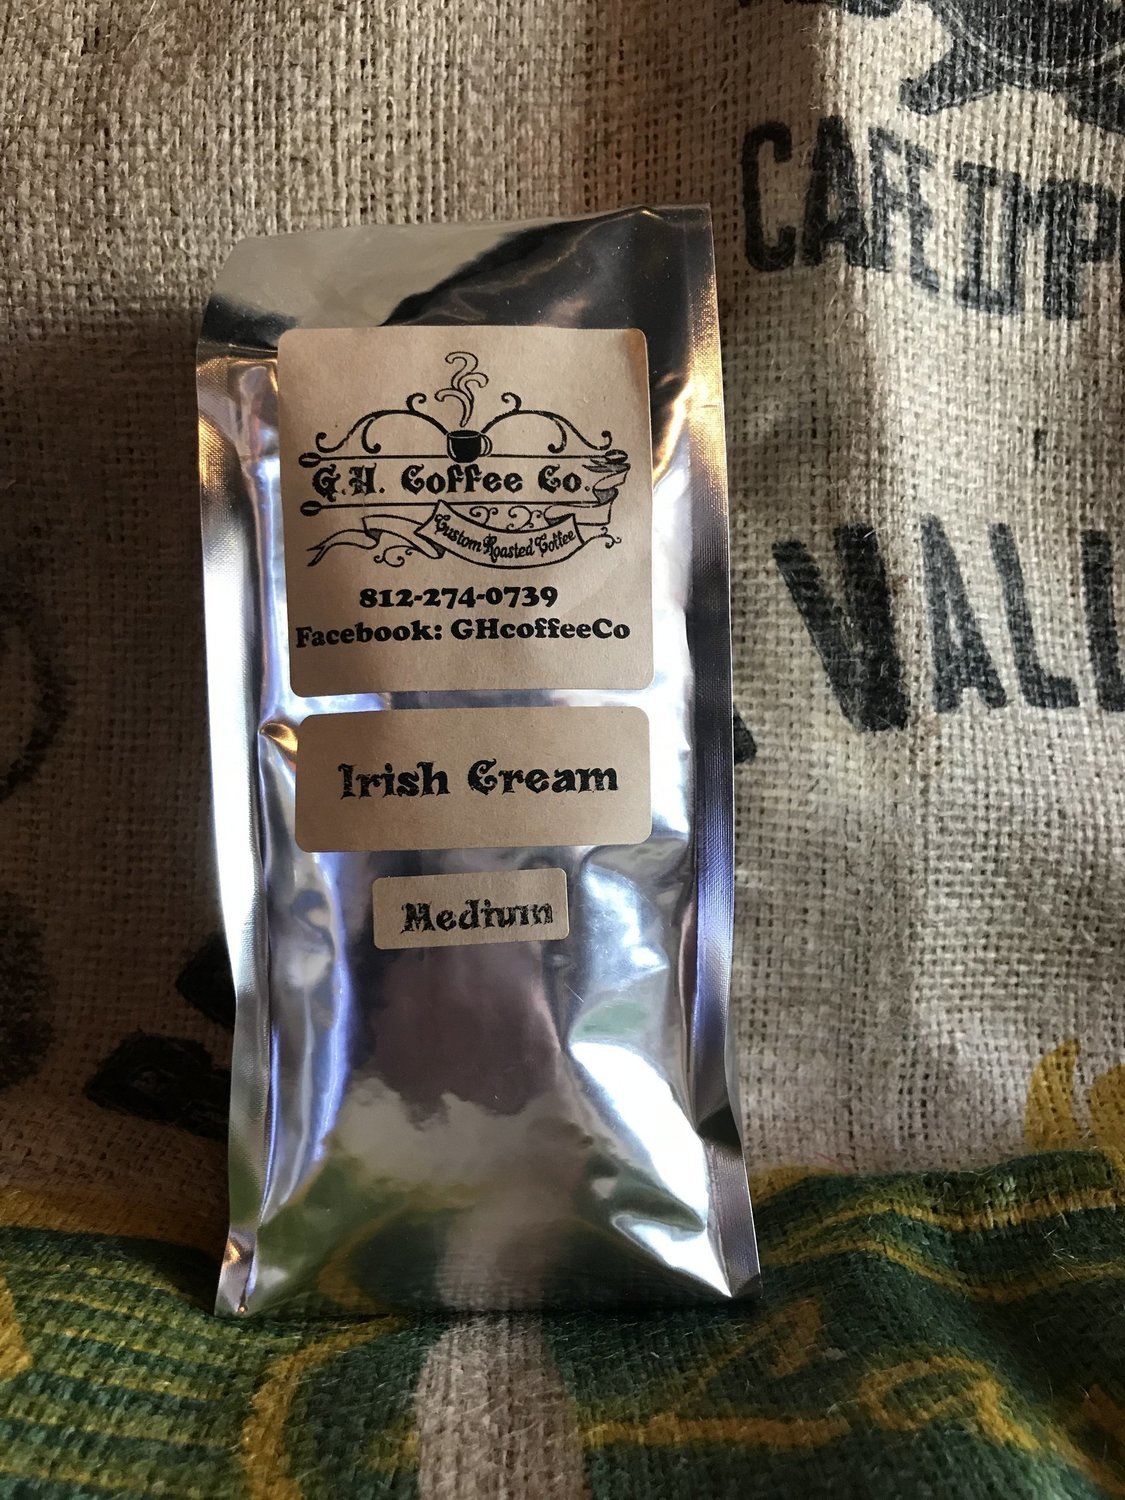 G.H. Coffee Co.
Custom Roasted Coffee
812-274-0739
Facebook: GHcoffeeCo
Irish Cream
Medium